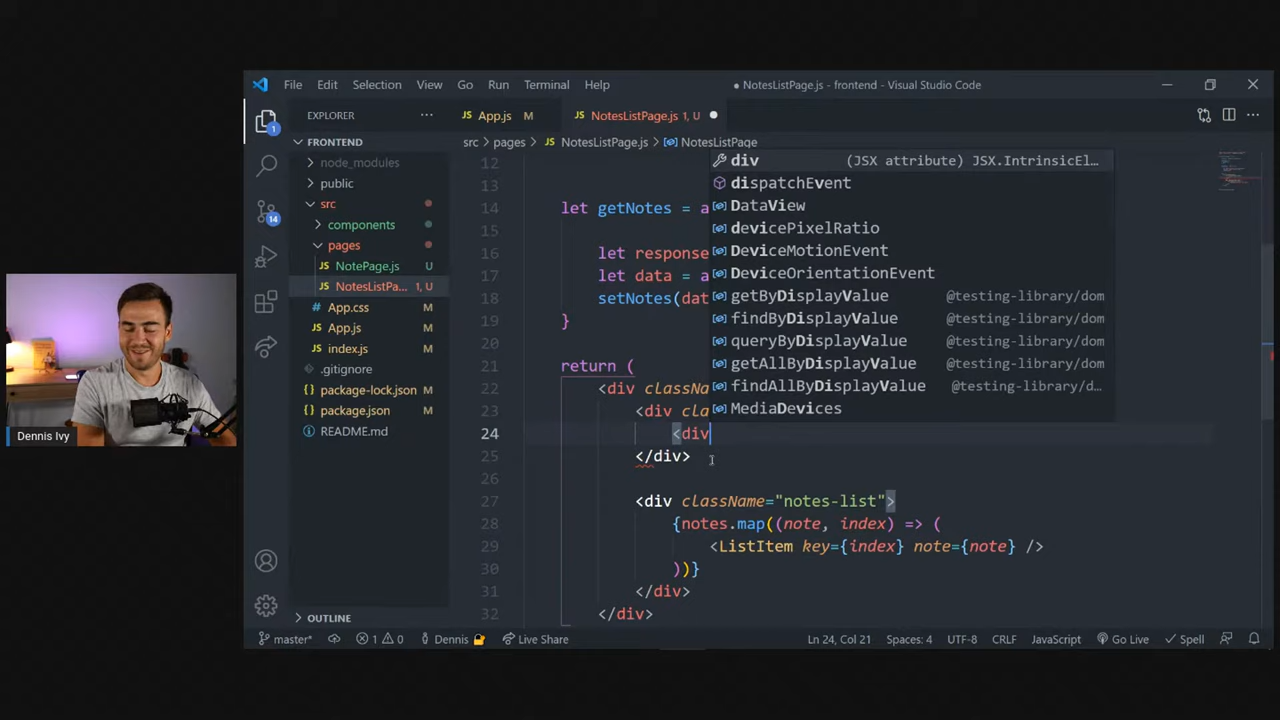 File Edit Selection View Go Run Terminal Help
● NotesListPage.js - frontend - Visual Studio Code
EXPLORER ···
JS App.js M
JS NotesListPage.js 1, U ●
FRONTEND
src > pages > JS NotesListPage.js > NotesListPage
node_modules
public
src
components
pages
JS NotePage.js U
JS NotesListPa... 1, U
# App.css M
JS App.js M
JS index.js M
.gitignore
{} package-lock.json M
{} package.json M
README.md
OUTLINE
1
14
12
13
14 let getNotes = a
15
16 let response
17 let data = a
18 setNotes(dat
19 }
20
21 return (
22 <div classNa
23 <div cla
24 <div
25 </div>
26
27 <div className="notes-list">
28 {notes.map((note, index) => (
29 <ListItem key={index} note={note} />
30 ))}
31 </div>
32 </div>
div (JSX attribute) JSX.IntrinsicEl...
dispatchEvent
DataView
devicePixelRatio
DeviceMotionEvent
DeviceOrientationEvent
getByDisplayValue @testing-library/dom
findByDisplayValue @testing-library/dom
queryByDisplayValue @testing-library/dom
getAllByDisplayValue @testing-library/dom
findAllByDisplayValue @testing-library/d...
MediaDevices
Dennis Ivy
master* 1 0 Dennis Live Share Ln 24, Col 21 Spaces: 4 UTF-8 CRLF JavaScript Go Live Spell